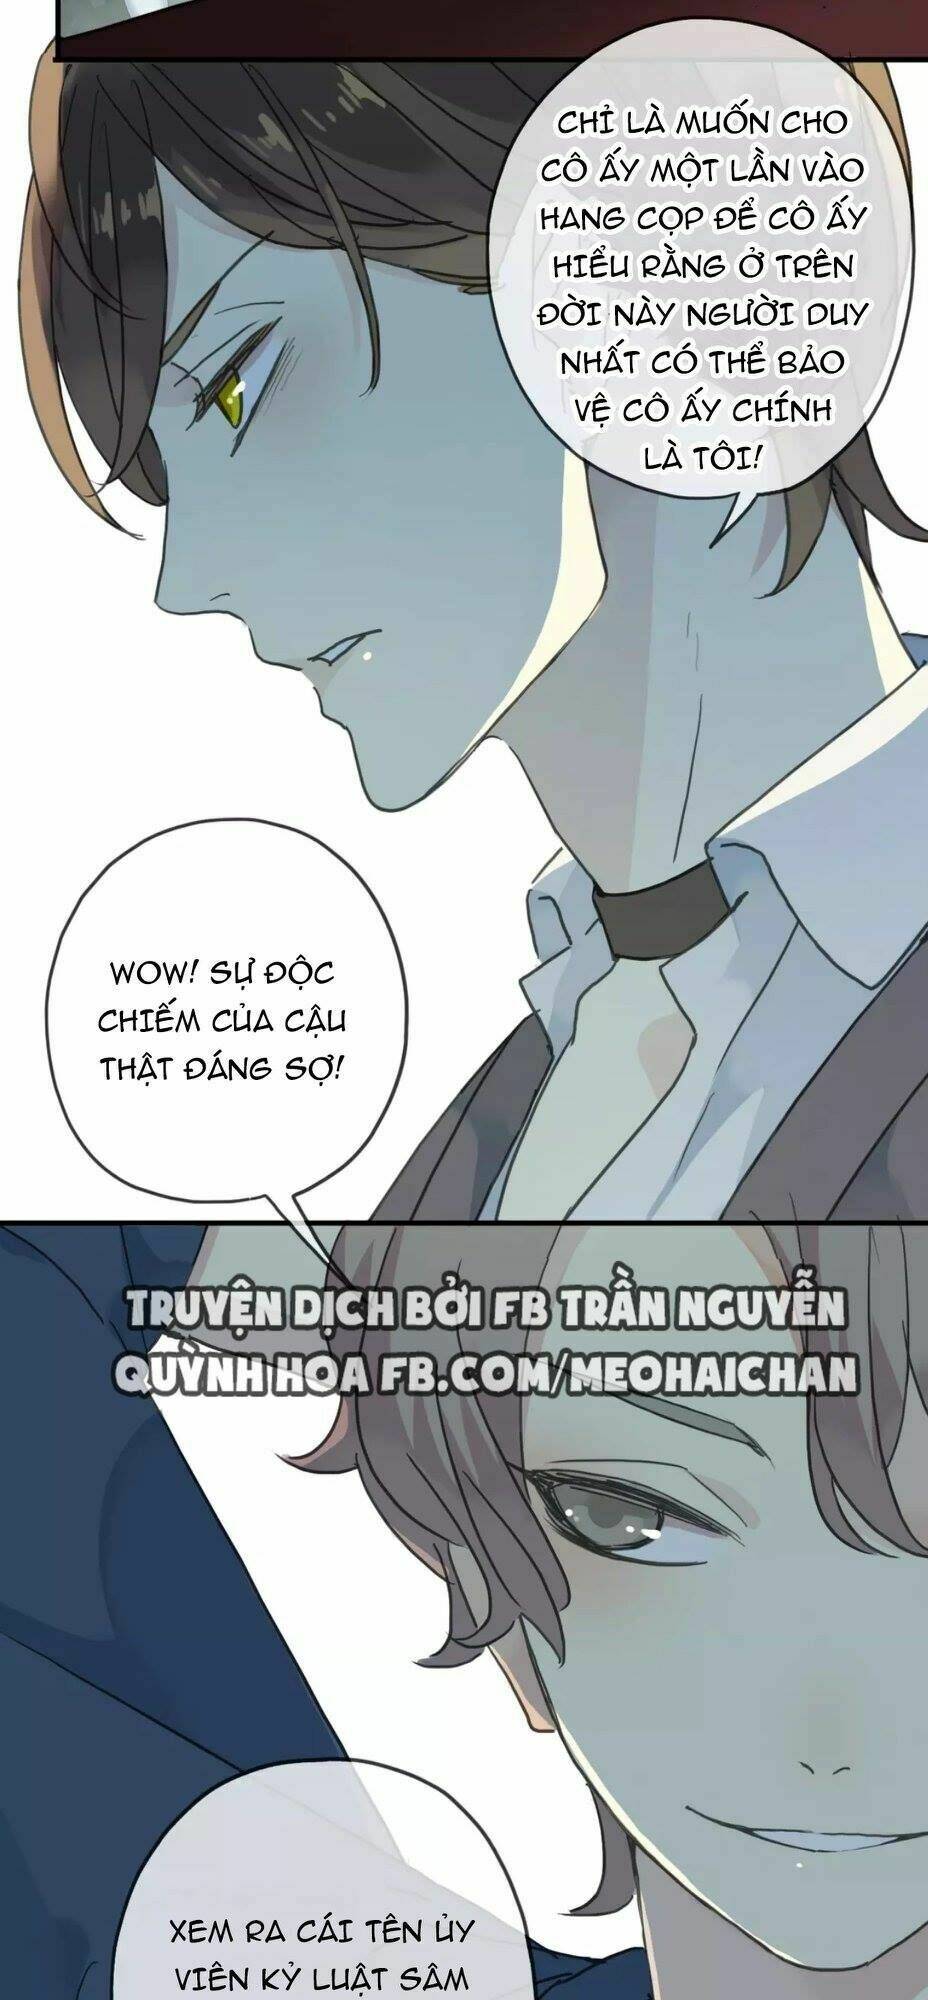 CHỈ LÀ MUỐN CHO
CÔ ẤY MỘT LẦN VÀO
HANG CỌP ĐỂ CÔ ẤY
HIỂU RẰNG Ở TRÊN
ĐỜI NÀY NGƯỜI DUY
NHẤT CÓ THỂ BẢO
VỆ CÔ ẤY CHÍNH
LÀ TÔI!
WOW! SỰ ĐỘC
CHIẾM CỦA CẬU
THẬT ĐÁNG SỢ!
TRUYỆN DỊCH BỞI FB TRẦN NGUYỄN
QUỲNH HOA FB.COM/MEOHAICHAN
XEM RA CÁI TÊN ỦY
VIÊN KỶ LUẬT SÂM